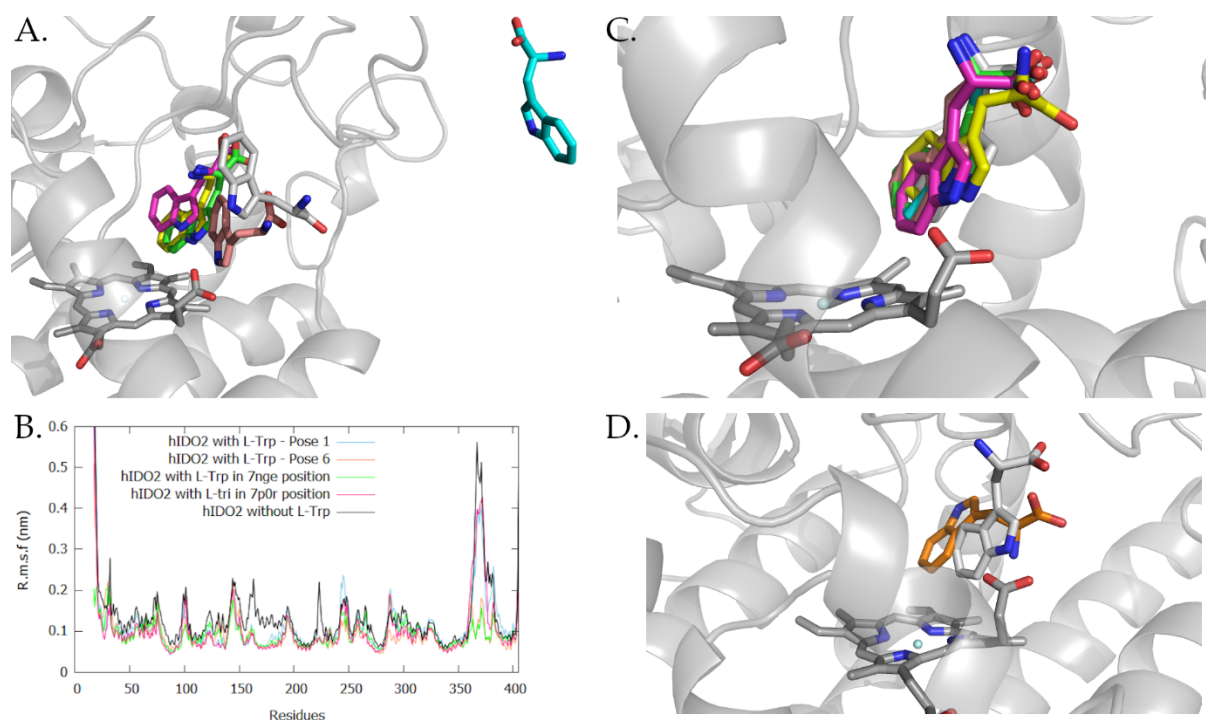 A.
C.
B.
0.6
0.5
0.4
0.3
0.2
0.1
0
R.m.s.f (nm)
hIDO2 with L-Trp - Pose 1
hIDO2 with L-Trp - Pose 6
hIDO2 with L-Trp in 7nge position
hIDO2 with L-tri in 7p0r position
hIDO2 without L-Trp
50 100 150 200 250 300 350 400
Residues
D.